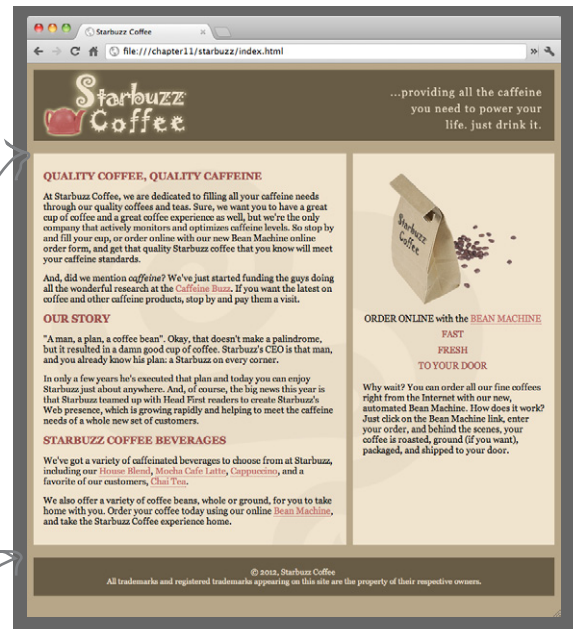 Starbuzz Coffee
file:///chapter11/starbuzz/index.html
Starbuzz
Coffee
...providing all the caffeine
you need to power your
life. just drink it.
QUALITY COFFEE, QUALITY CAFFEINE
At Starbuzz Coffee, we are dedicated to filling all your caffeine needs
through our quality coffees and teas. Sure, we want you to have a great
cup of coffee and a great coffee experience as well, but we're the only
company that actively monitors and optimizes caffeine levels. So stop by
and fill your cup, or order online with our new Bean Machine online
order form, and get that quality Starbuzz coffee that you know will meet
your caffeine standards.
And, did we mention caffeine? We've just started funding the guys doing
all the wonderful research at the Caffeine Buzz. If you want the latest on
coffee and other caffeine products, stop by and pay them a visit.
OUR STORY
"A man, a plan, a coffee bean". Okay, that doesn't make a palindrome,
but it resulted in a damn good cup of coffee. Starbuzz's CEO is that man,
and you already know his plan: a Starbuzz on every corner.
In only a few years he's executed that plan and today you can enjoy
Starbuzz just about anywhere. And, of course, the big news this year is
that Starbuzz teamed up with Head First readers to create Starbuzz's
Web presence, which is growing rapidly and helping to meet the caffeine
needs of a whole new set of customers.
STARBUZZ COFFEE BEVERAGES
We've got a variety of caffeinated beverages to choose from at Starbuzz,
including our House Blend, Mocha Cafe Latte, Cappuccino, and a
favorite of our customers, Chai Tea.
We also offer a variety of coffee beans, whole or ground, for you to take
home with you. Order your coffee today using our online Bean Machine,
and take the Starbuzz Coffee experience home.
Starbuzz
Coffee
ORDER ONLINE with the BEAN MACHINE
FAST
FRESH
TO YOUR DOOR
Why wait? You can order all our fine coffees
right from the Internet with our new,
automated Bean Machine. How does it work?
Just click on the Bean Machine link, enter
your order, and behind the scenes, your
coffee is roasted, ground (if you want),
packaged, and shipped to your door.
© 2012, Starbuzz Coffee
All trademarks and registered trademarks appearing on this site are the property of their respective owners.